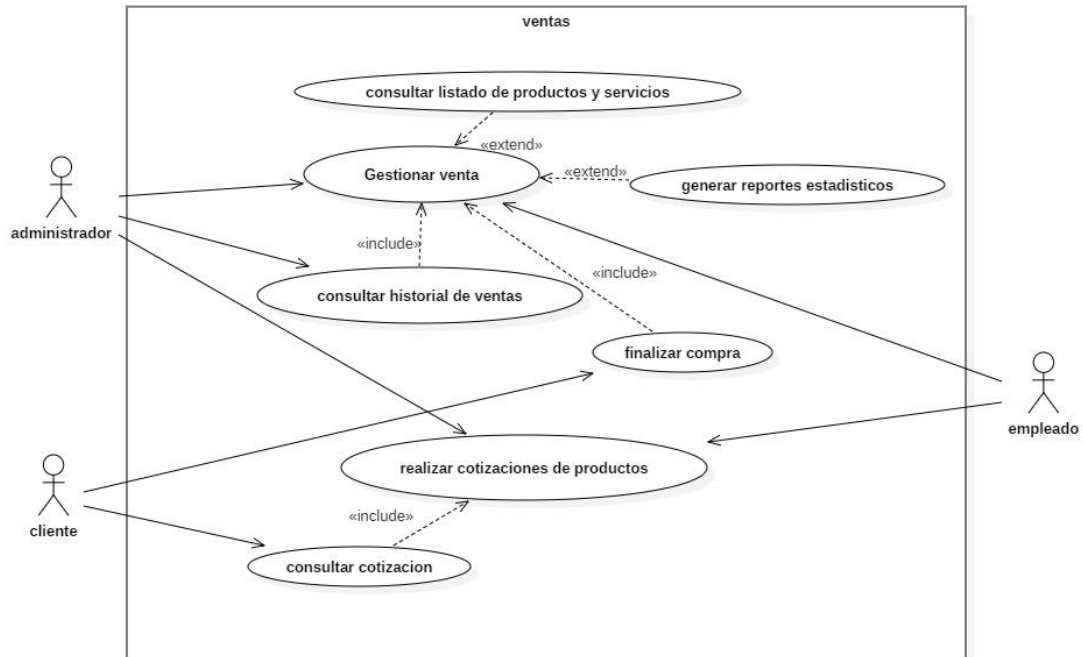 ventas
consultar listado de productos y servicios
«extend»
Gestionar venta
«extend»
generar reportes estadisticos
administrador
«include»
«include»
consultar historial de ventas
finalizar compra
empleado
realizar cotizaciones de productos
«include»
cliente
consultar cotizacion